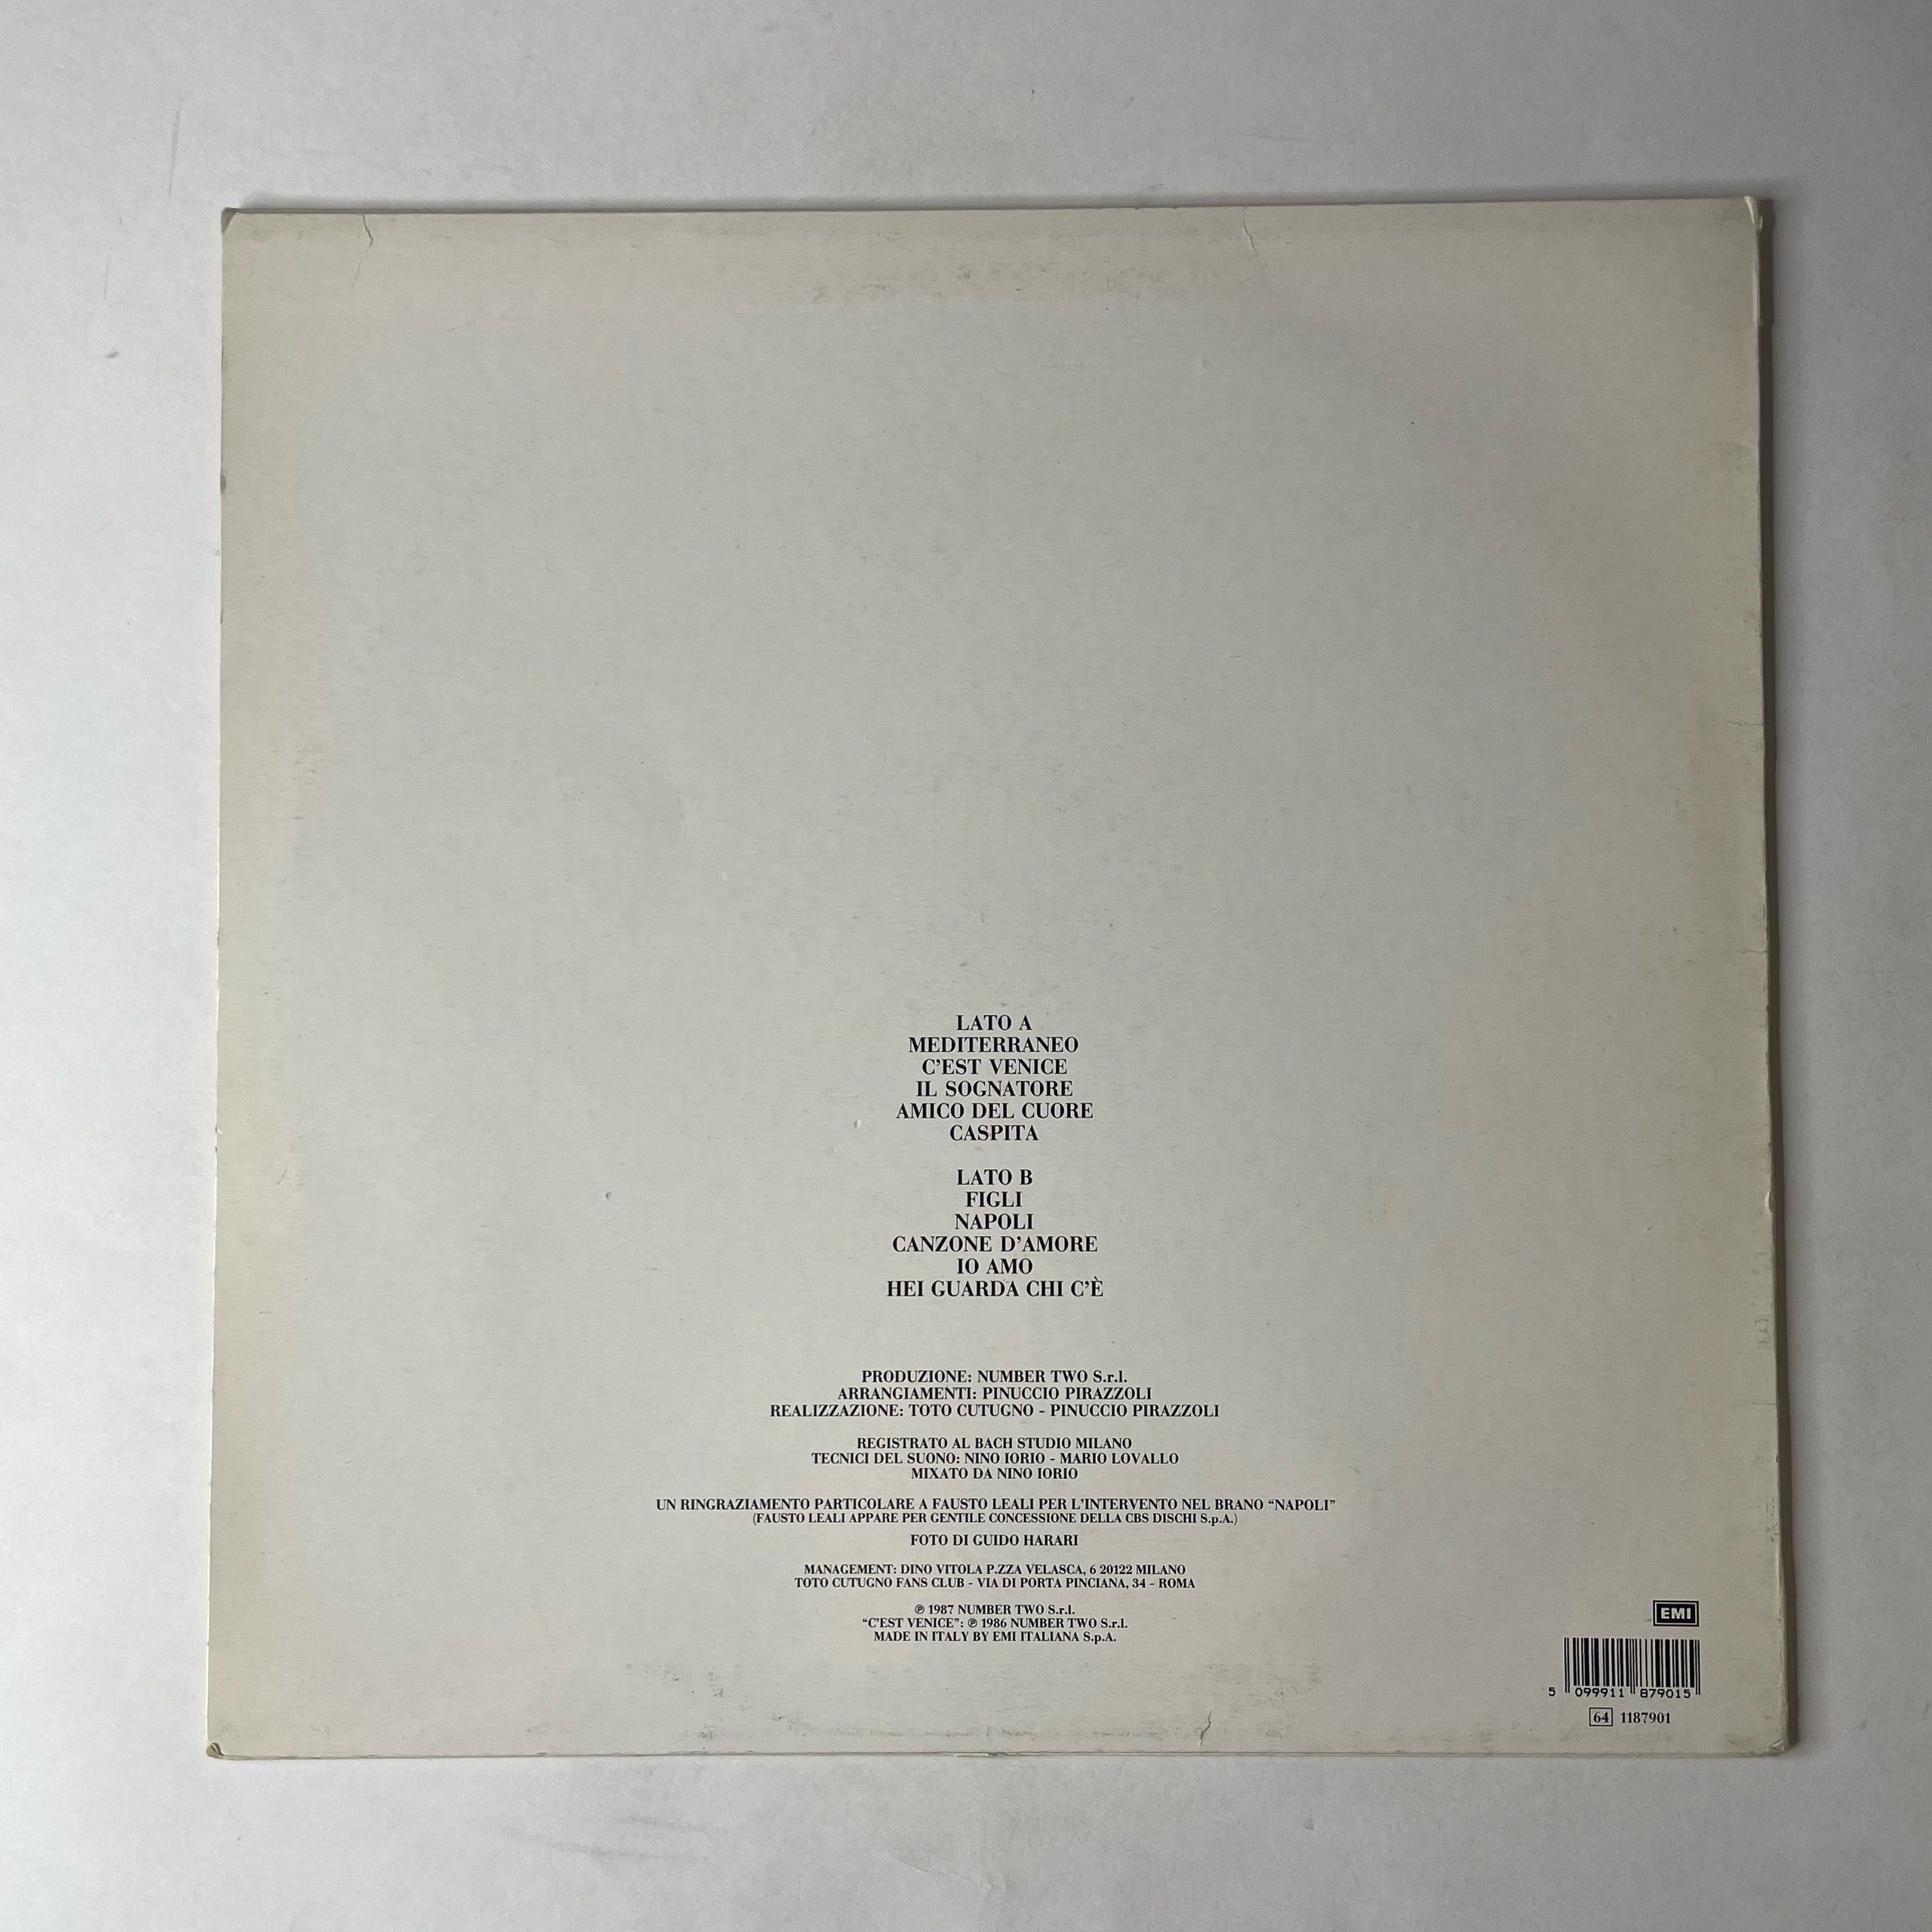 LATO A
MEDITERRANEO
C'EST VENICE
IL SOGNATORE
AMICO DEL CUORE
CASPITA
LATO B
FIGLI
NAPOLI
CANZONE D'AMORE
IO AMO
HEI GUARDA CHI C'È
PRODUZIONE: NUMBER TWO S.r.l.
ARRANGIAMENTI: PINUCCIO PIRAZZOLI
REALIZZAZIONE: TOTO CUTUGNO - PINUCCIO PIRAZZOLI
REGISTRATO AL BACH STUDIO MILANO
TECNICI DEL SUONO: NINO IORIO - MARIO LOVALLO
MIXATO DA NINO IORIO
UN RINGRAZIAMENTO PARTICOLARE A FAUSTO LEALI PER L'INTERVENTO NEL BRANO “NAPOLI”
(FAUSTO LEALI APPARE PER GENTILE CONCESSIONE DELLA CBS DISCHI S.p.A.)
FOTO DI GUIDO HARARI
MANAGEMENT: DINO VITOLA P.ZZA VELASCA, 6 20122 MILANO
TOTO CUTUGNO FANS CLUB - VIA DI PORTA PINCIANA, 34 - ROMA
℗ 1987 NUMBER TWO S.r.l.
“C'EST VENICE”: ℗ 1986 NUMBER TWO S.r.l.
MADE IN ITALY BY EMI ITALIANA S.p.A.
EMI
5 099911 879015
64 1187901